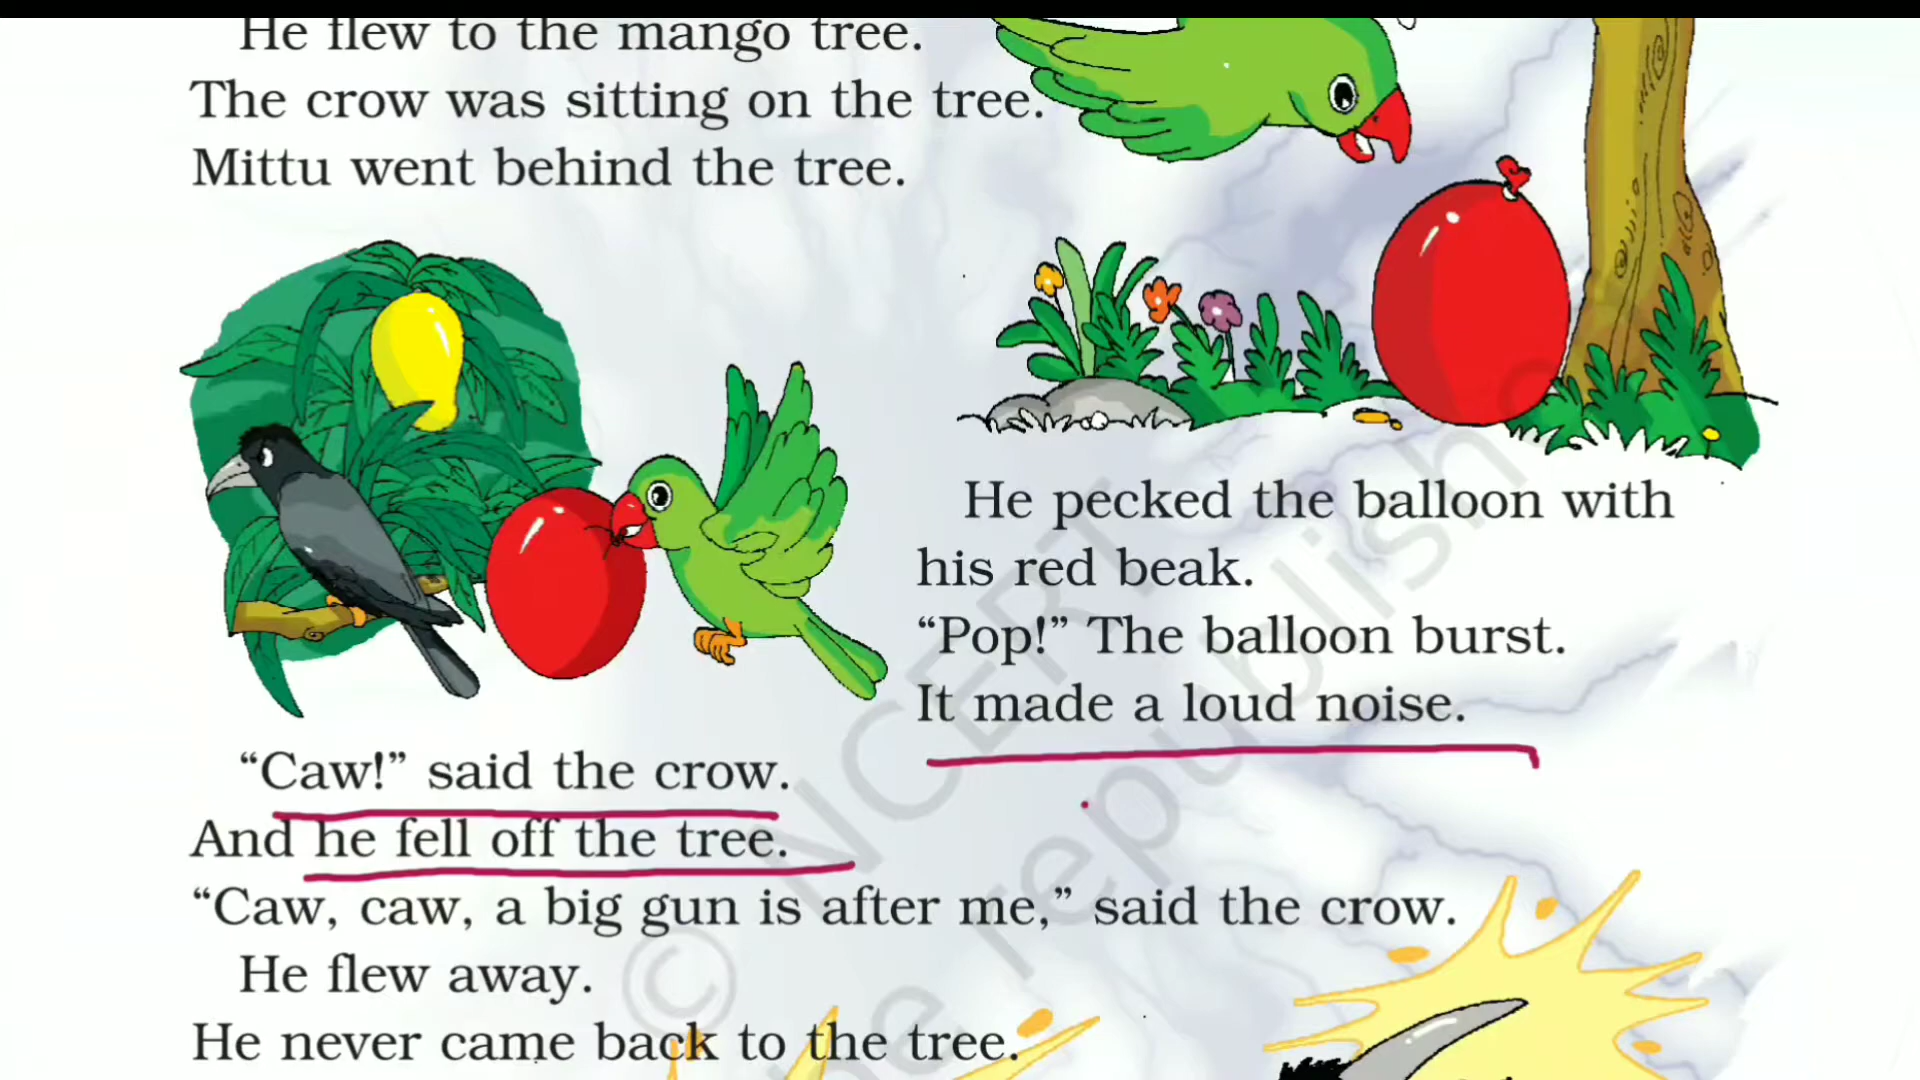 He flew to the mango tree.
The crow was sitting on the tree.
Mittu went behind the tree.
He pecked the balloon with
his red beak.
“Pop!” The balloon burst.
It made a loud noise.
“Caw!” said the crow.
And he fell off the tree.
“Caw, caw, a big gun is after me,” said the crow.
He flew away.
He never came back to the tree.
© NCERT
be republished